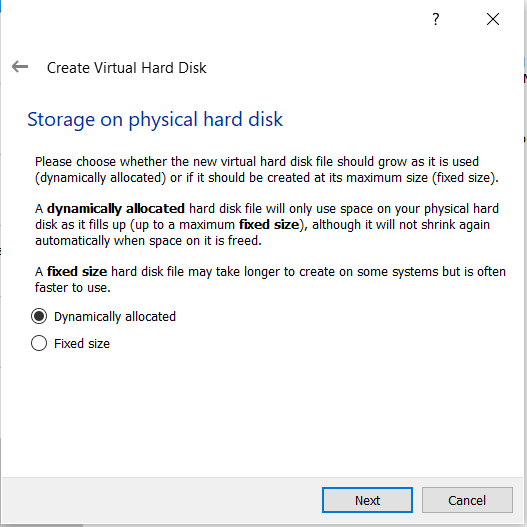 ?
Create Virtual Hard Disk
Storage on physical hard disk
Please choose whether the new virtual hard disk file should grow as it is used
(dynamically allocated) or if it should be created at its maximum size (fixed size).
A dynamically allocated hard disk file will only use space on your physical hard
disk as it fills up (up to a maximum fixed size), although it will not shrink again
automatically when space on it is freed.
A fixed size hard disk file may take longer to create on some systems but is often
faster to use.
Dynamically allocated
Fixed size
Next
Cancel